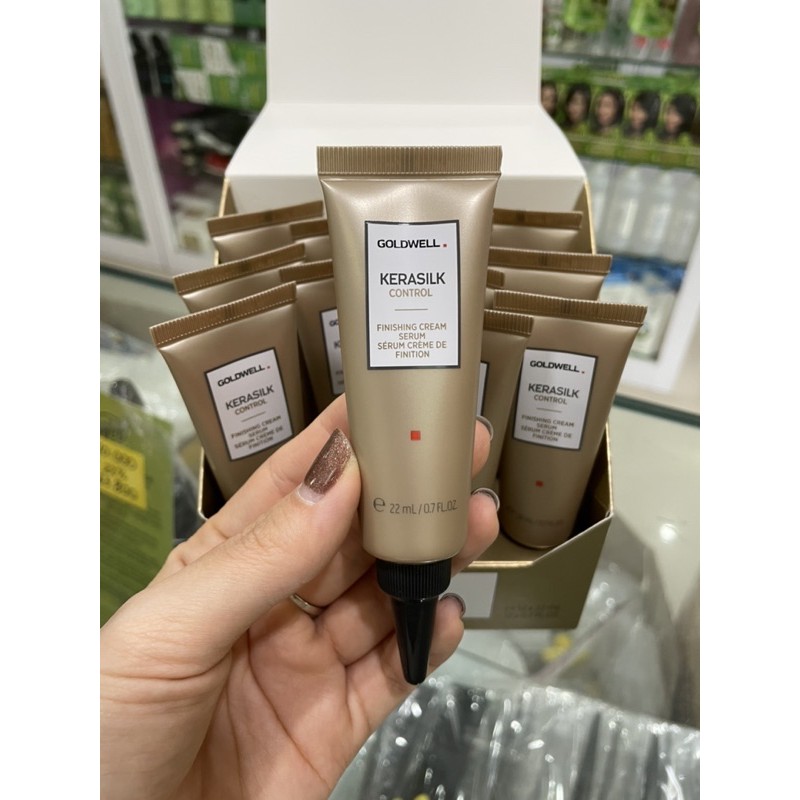 GOLDWELL.
KERASILK
CONTROL
FINISHING CREAM
SERUM
SÉRUM CRÈME DE
FINITION
℮ 22 mL / 0.7 FL.OZ.
GOLDWELL.
KERASILK
CONTROL
FINISHING CREAM
SERUM
SÉRUM CRÈME DE
FINITION
GOLDWELL.
KERASILK
CONTROL
FINISHING CREAM
SERUM
SÉRUM CRÈME DE
FINITION